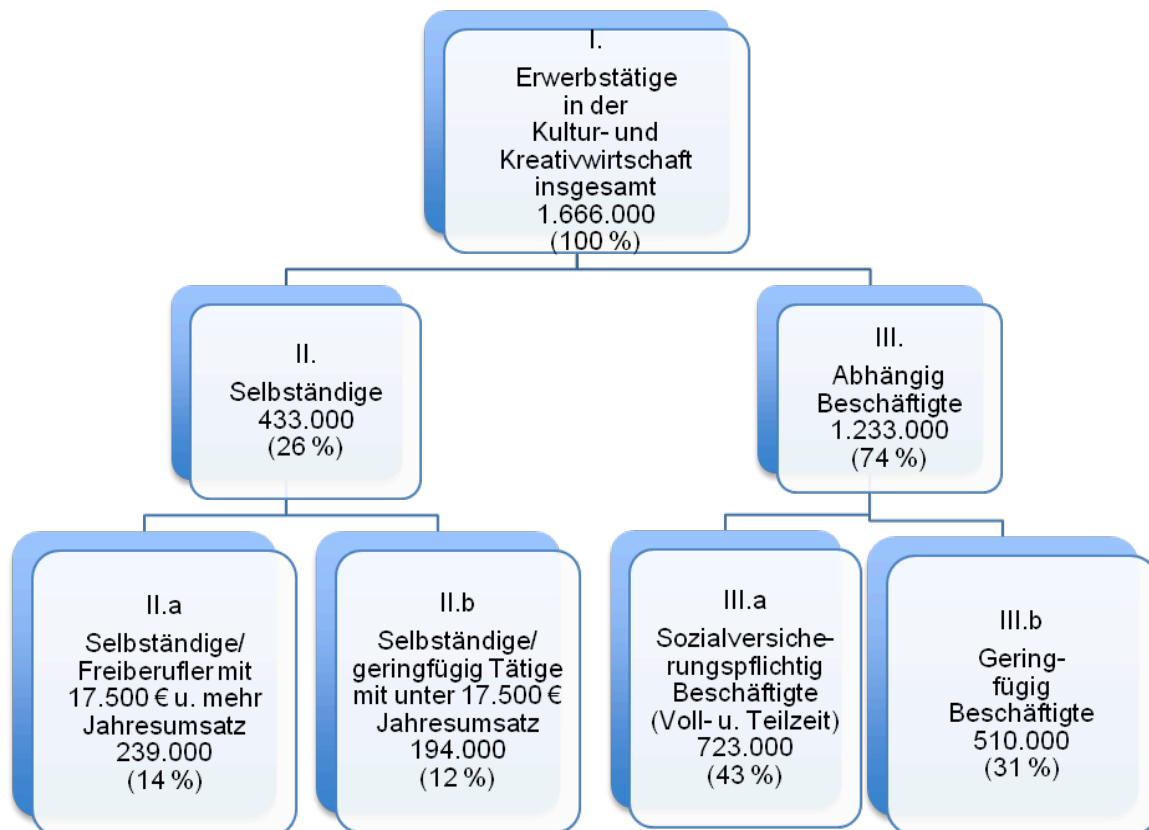 I.
Erwerbstätige
in der
Kultur- und
Kreativwirtschaft
insgesamt
1.666.000
(100 %)
II.
Selbständige
433.000
(26 %)
III.
Abhängig
Beschäftigte
1.233.000
(74 %)
II.a
Selbständige/
Freiberufler mit
17.500 € u. mehr
Jahresumsatz
239.000
(14 %)
II.b
Selbständige/
geringfügig Tätige
mit unter 17.500 €
Jahresumsatz
194.000
(12 %)
III.a
Sozialversiche-
rungspflichtig
Beschäftigte
(Voll- u. Teilzeit)
723.000
(43 %)
III.b
Gering-
fügig
Beschäftigte
510.000
(31 %)